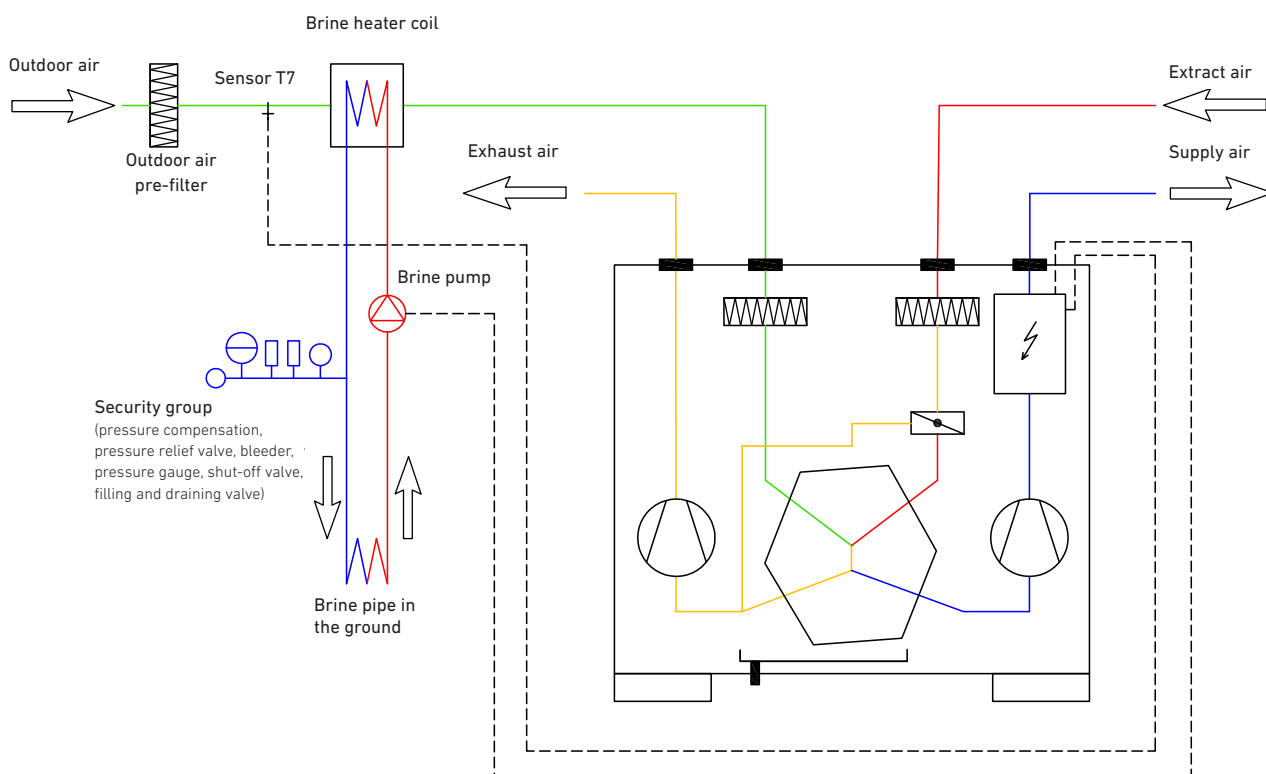 Brine heater coil
Outdoor air
Sensor T7
Extract air
Outdoor air
pre-filter
Exhaust air
Supply air
Brine pump
Security group
(pressure compensation,
pressure relief valve, bleeder,
pressure gauge, shut-off valve,
filling and draining valve)
Brine pipe in
the ground